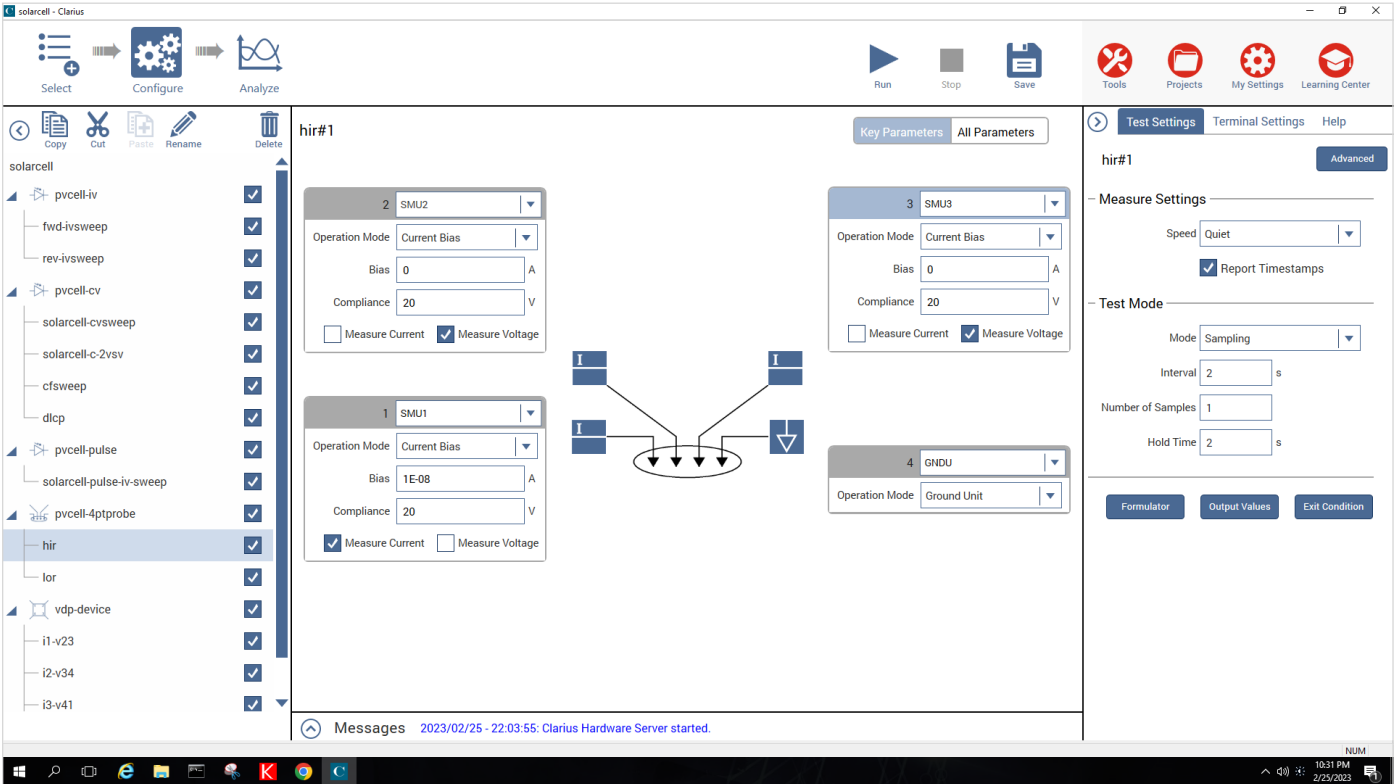 solarcell - Clarius
Select
Configure
Analyze
Run
Stop
Save
Tools
Projects
My Settings
Learning Center
Copy
Cut
Paste
Rename
Delete
solarcell
pvcell-iv
fwd-ivsweep
rev-ivsweep
pvcell-cv
solarcell-cvsweep
solarcell-c-2vsv
cfsweep
dlcp
pvcell-pulse
solarcell-pulse-iv-sweep
pvcell-4ptprobe
hir
lor
vdp-device
i1-v23
i2-v34
i3-v41
hir#1
Key Parameters
All Parameters
2 SMU2
Operation Mode Current Bias
Bias 0 A
Compliance 20 V
Measure Current Measure Voltage
1 SMU1
Operation Mode Current Bias
Bias 1E-08 A
Compliance 20 V
Measure Current Measure Voltage
I
I
I
3 SMU3
Operation Mode Current Bias
Bias 0 A
Compliance 20 V
Measure Current Measure Voltage
4 GNDU
Operation Mode Ground Unit
Messages 2023/02/25 - 22:03:55: Clarius Hardware Server started.
Test Settings Terminal Settings Help
hir#1
Advanced
Measure Settings
Speed Quiet
Report Timestamps
Test Mode
Mode Sampling
Interval 2 s
Number of Samples 1
Hold Time 2 s
Formulator
Output Values
Exit Condition
NUM
10:31 PM
2/25/2023